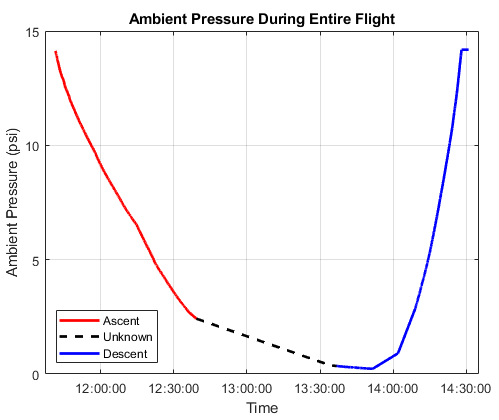 Ambient Pressure During Entire Flight
Ambient Pressure (psi)
15
10
5
0
Ascent
Unknown
Descent
12:00:00 12:30:00 13:00:00 13:30:00 14:00:00 14:30:00
Time